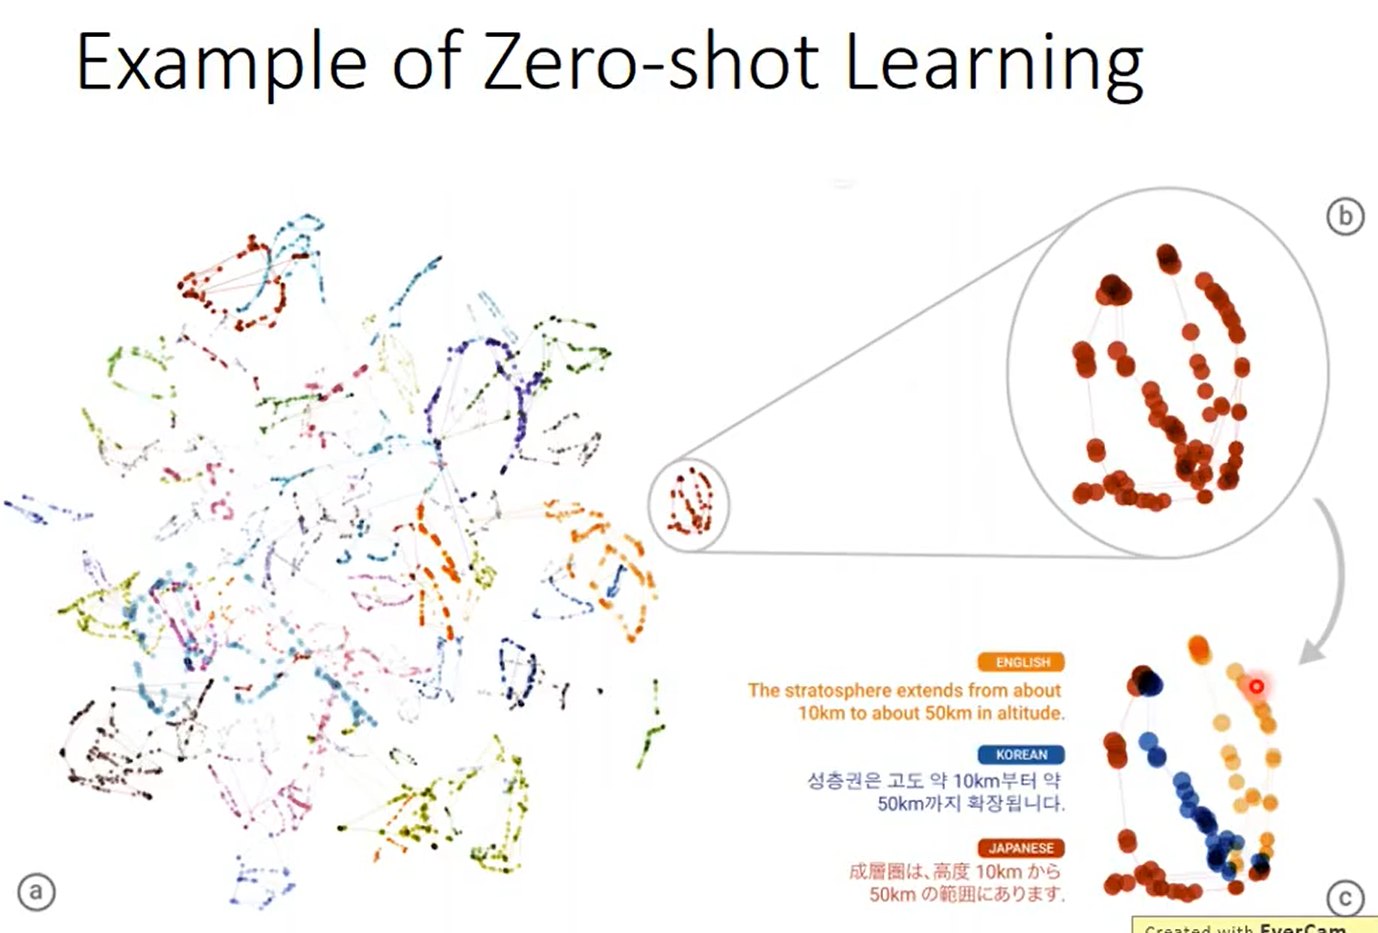 Example of Zero-shot Learning
b
ENGLISH
The stratosphere extends from about
10km to about 50km in altitude.
KOREAN
성층권은 고도 약 10km부터 약
50km까지 확장됩니다.
JAPANESE
成層圏は、高度 10km から
50km の範囲にあります。
a
c
Created with EverCam